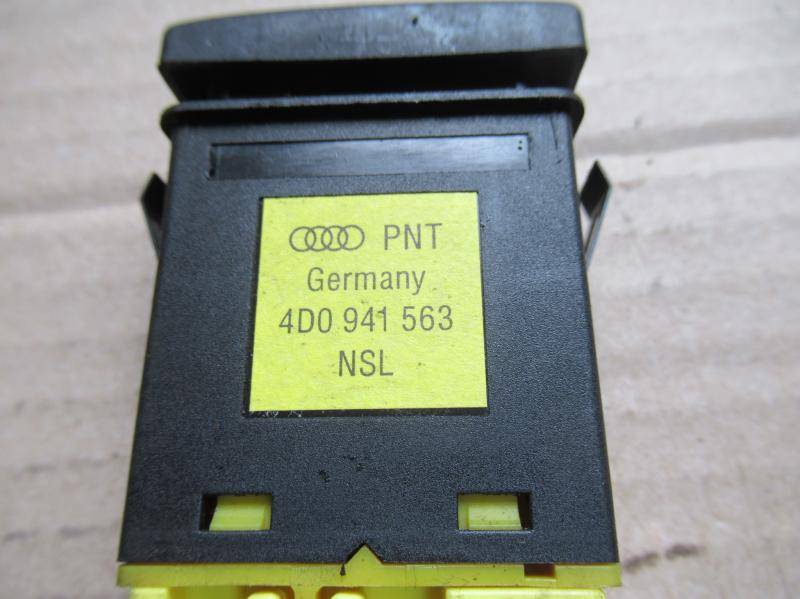 PNT
Germany
4D0 941 563
NSL